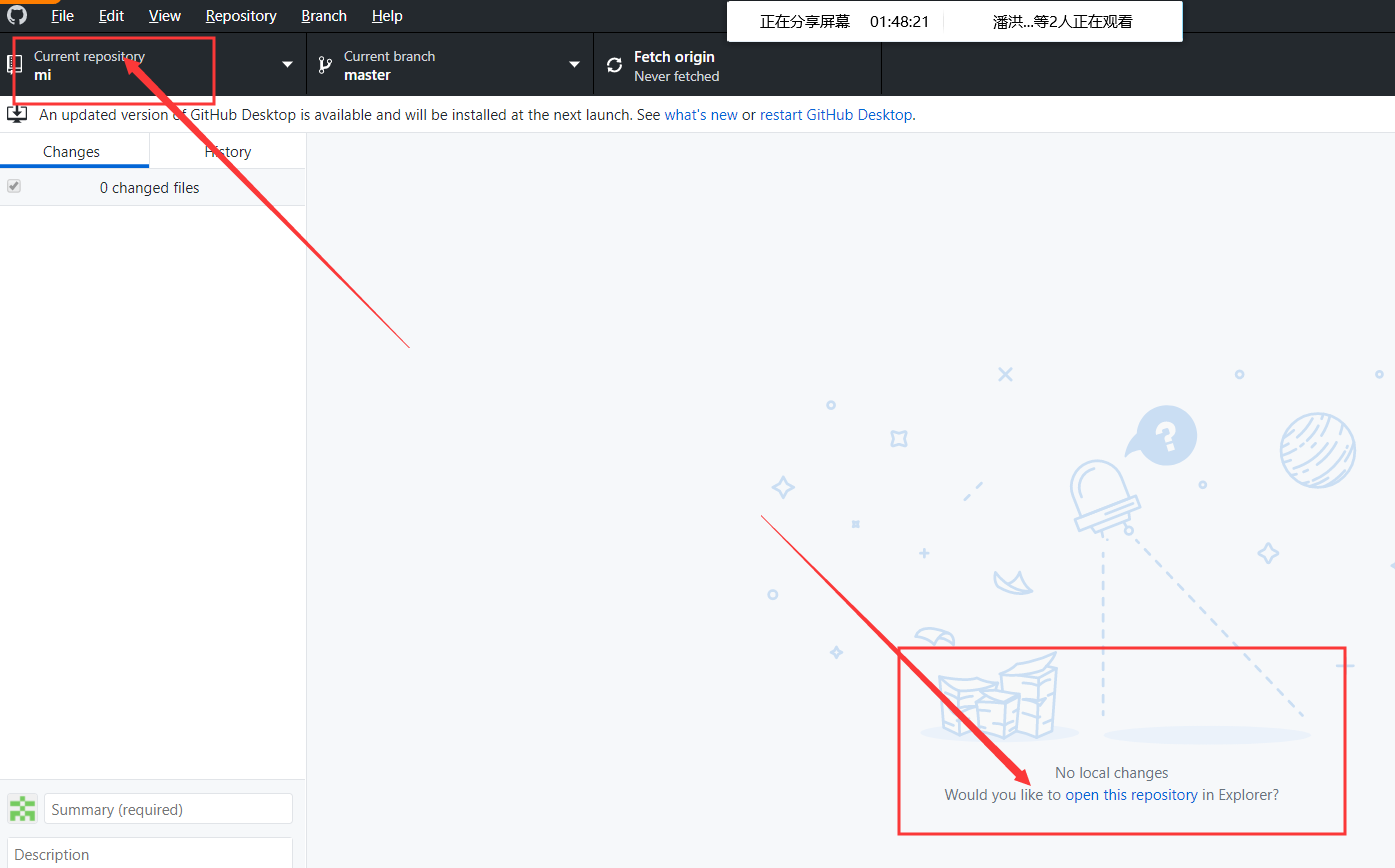 File Edit View Repository Branch Help
正在分享屏幕 01:48:21 潘洪...等2人正在观看
Current repository
mi
Current branch
master
Fetch origin
Never fetched
An updated version of GitHub Desktop is available and will be installed at the next launch. See what's new or restart GitHub Desktop.
Changes History
0 changed files
?
No local changes
Would you like to open this repository in Explorer?
Summary (required)
Description